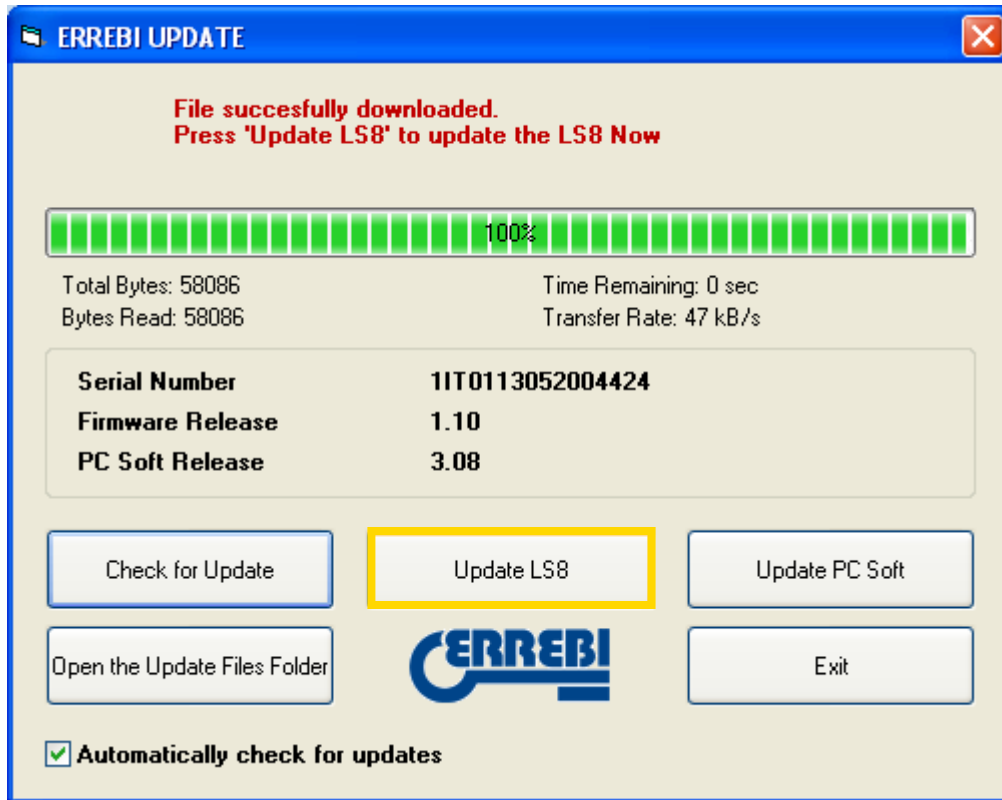 ERREBI UPDATE
File succesfully downloaded.
Press 'Update LS8' to update the LS8 Now
100%
Total Bytes: 58086 Time Remaining: 0 sec
Bytes Read: 58086 Transfer Rate: 47 kB/s
Serial Number 1IT0113052004424
Firmware Release 1.10
PC Soft Release 3.08
Check for Update Update LS8 Update PC Soft
Open the Update Files Folder ERREBI Exit
Automatically check for updates